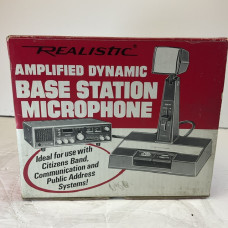 REALISTIC
AMPLIFIED DYNAMIC
BASE STATION
MICROPHONE
Ideal for use with
Citizens Band,
Communication and
Public Address
Systems!